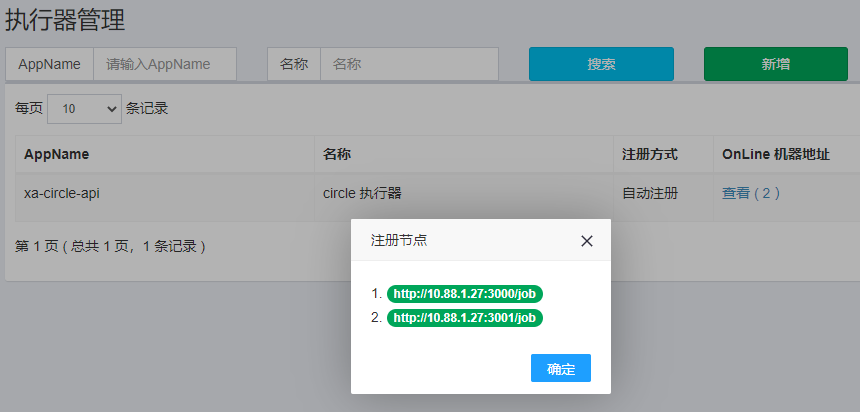 执行器管理
AppName 请输入AppName 名称 名称 搜索 新增
每页 10 条记录
AppName 名称 注册方式 OnLine 机器地址
xa-circle-api circle 执行器 自动注册 查看 ( 2 )
第 1 页 ( 总共 1 页，1 条记录 )
注册节点
1. http://10.88.1.27:3000/job
2. http://10.88.1.27:3001/job
确定